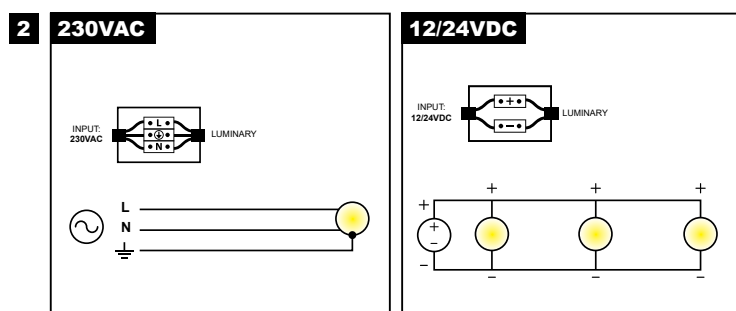 2
230VAC
INPUT:
230VAC
L
N
LUMINARY
L
N
12/24VDC
INPUT:
12/24VDC
+
−
LUMINARY
+ + +
+
+
−
−
− − −